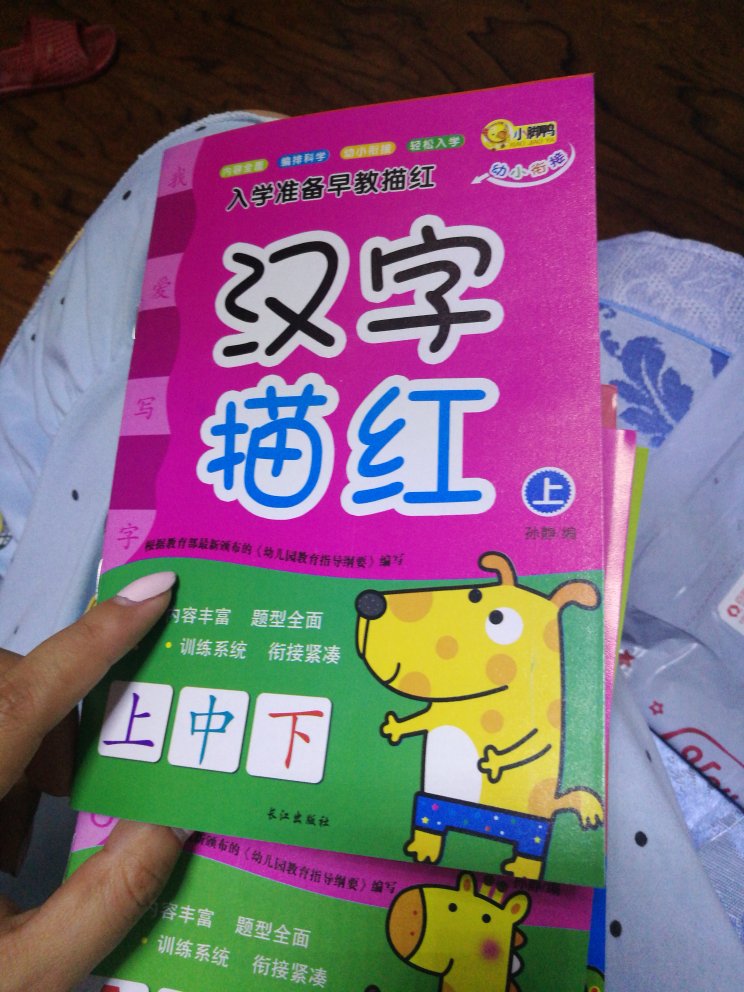 内容全面 编排科学 幼小衔接 轻松入学
小脚鸭
XIAO JIAO YA
幼小衔接
入学准备早教描红
我爱写字
汉字
描红
上
孙静 编
根据教育部最新颁布的《幼儿园教育指导纲要》编写
内容丰富 题型全面
训练系统 衔接紧凑
上 中 下
长江出版社
最新颁布的《幼儿园教育指导纲要》编写
内容丰富 题型全面
训练系统 衔接紧凑